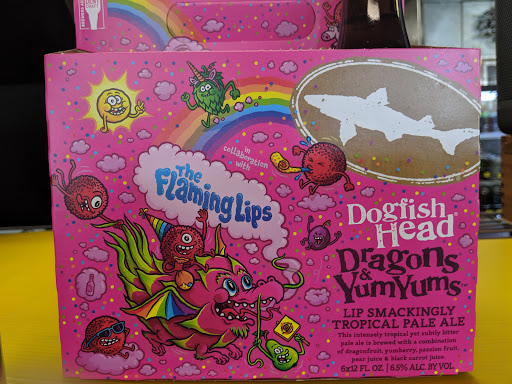 in
collaboration
with
The
Flaming Lips
Dogfish
Head
Dragons
& YumYums™
LIP SMACKINGLY
TROPICAL PALE ALE
This intensely tropical yet subtly bitter
pale ale is brewed with a combination
of dragonfruit, yumberry, passion fruit,
pear juice & black carrot juice.
6x12 FL. OZ. | 6.5% ALC. BY VOL.